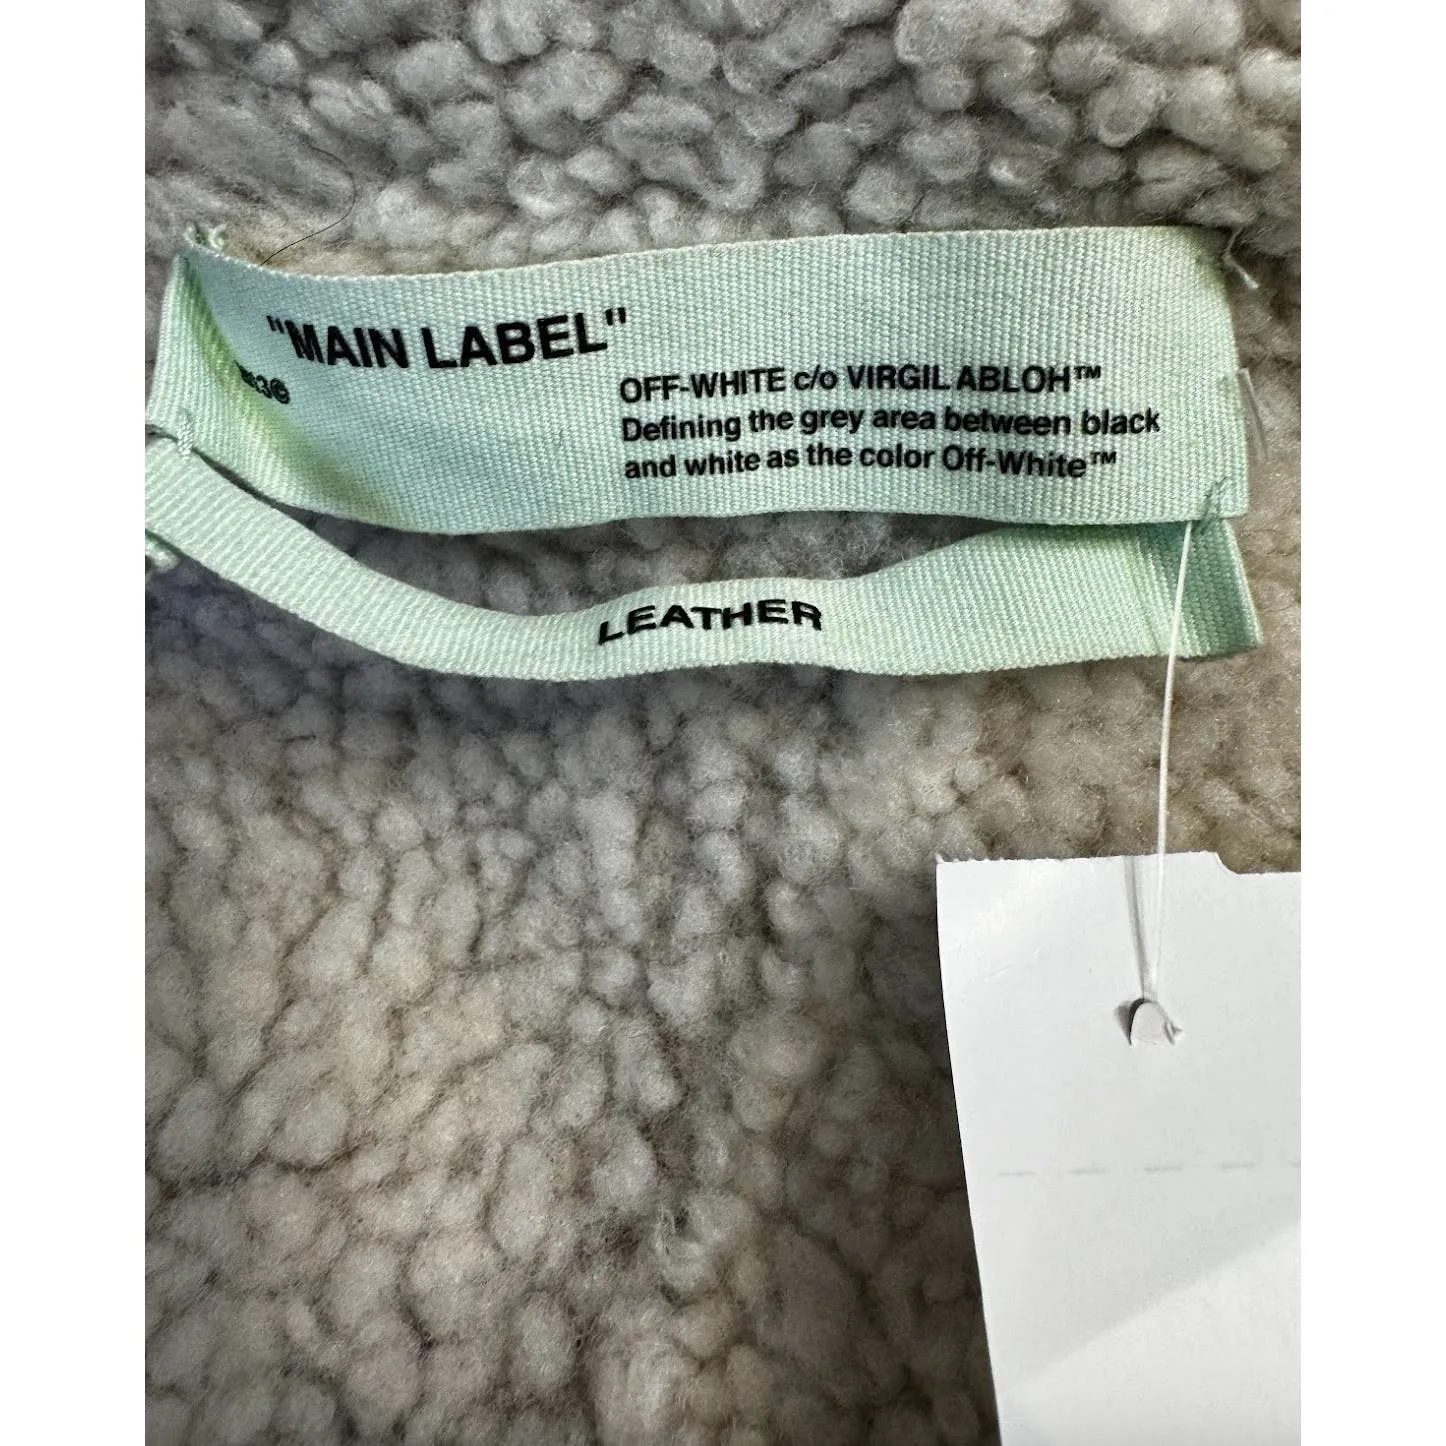 "MAIN LABEL"
OFF-WHITE c/o VIRGIL ABLOH™
Defining the grey area between black
and white as the color Off-White™
LEATHER